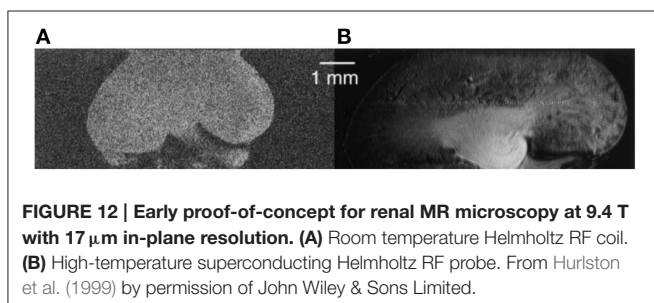 A
B
1 mm
FIGURE 12 | Early proof-of-concept for renal MR microscopy at 9.4 T
with 17 μm in-plane resolution. (A) Room temperature Helmholtz RF coil.
(B) High-temperature superconducting Helmholtz RF probe. From Hurlston
et al. (1999) by permission of John Wiley & Sons Limited.